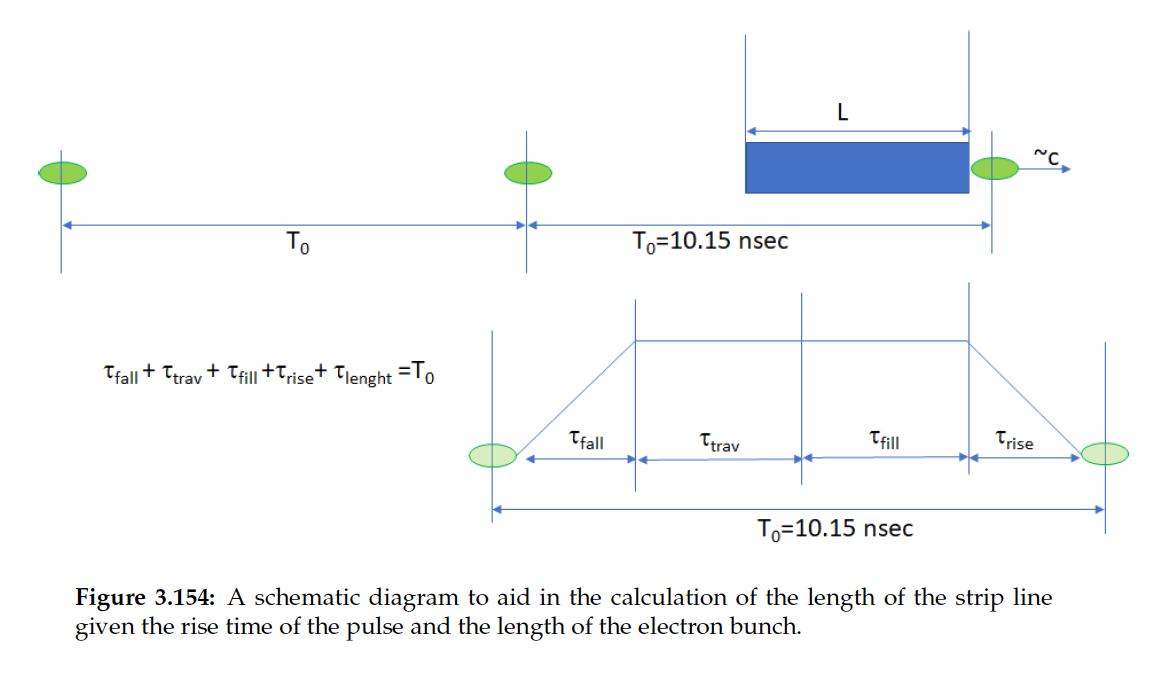 L
~c
T₀
T₀=10.15 nsec
τfall + τtrav + τfill +τrise+ τlenght =T₀
τfall
τtrav
τfill
τrise
T₀=10.15 nsec
Figure 3.154: A schematic diagram to aid in the calculation of the length of the strip line
given the rise time of the pulse and the length of the electron bunch.